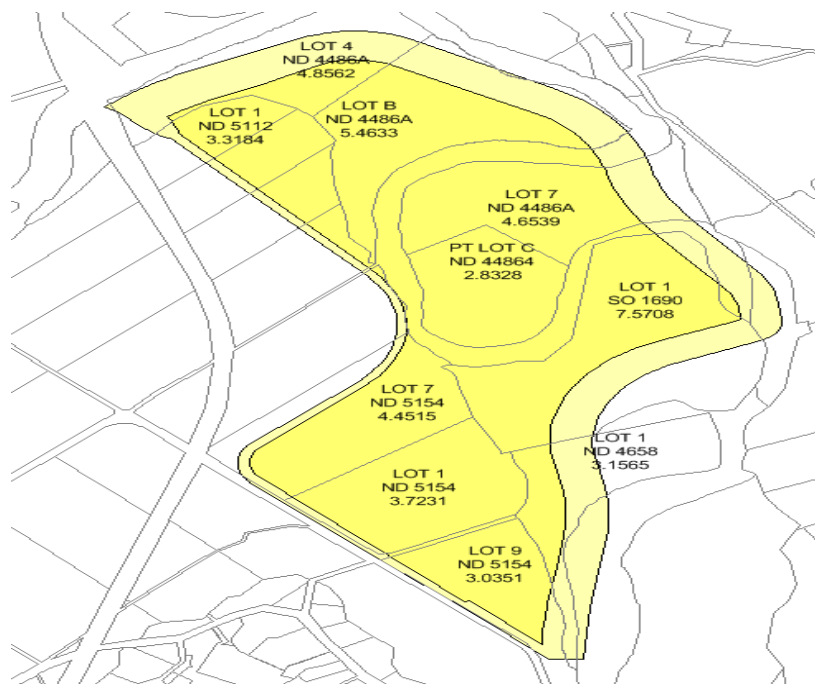 LOT 4
ND 4486A
4.8562
LOT B
ND 4486A
5.4633
LOT 1
ND 5112
3.3184
LOT 7
ND 4486A
4.6539
PT LOT C
ND 44864
2.8328
LOT 1
SO 1690
7.5708
LOT 7
ND 5154
4.4515
LOT 1
ND 4658
3.1565
LOT 1
ND 5154
3.7231
LOT 9
ND 5154
3.0351